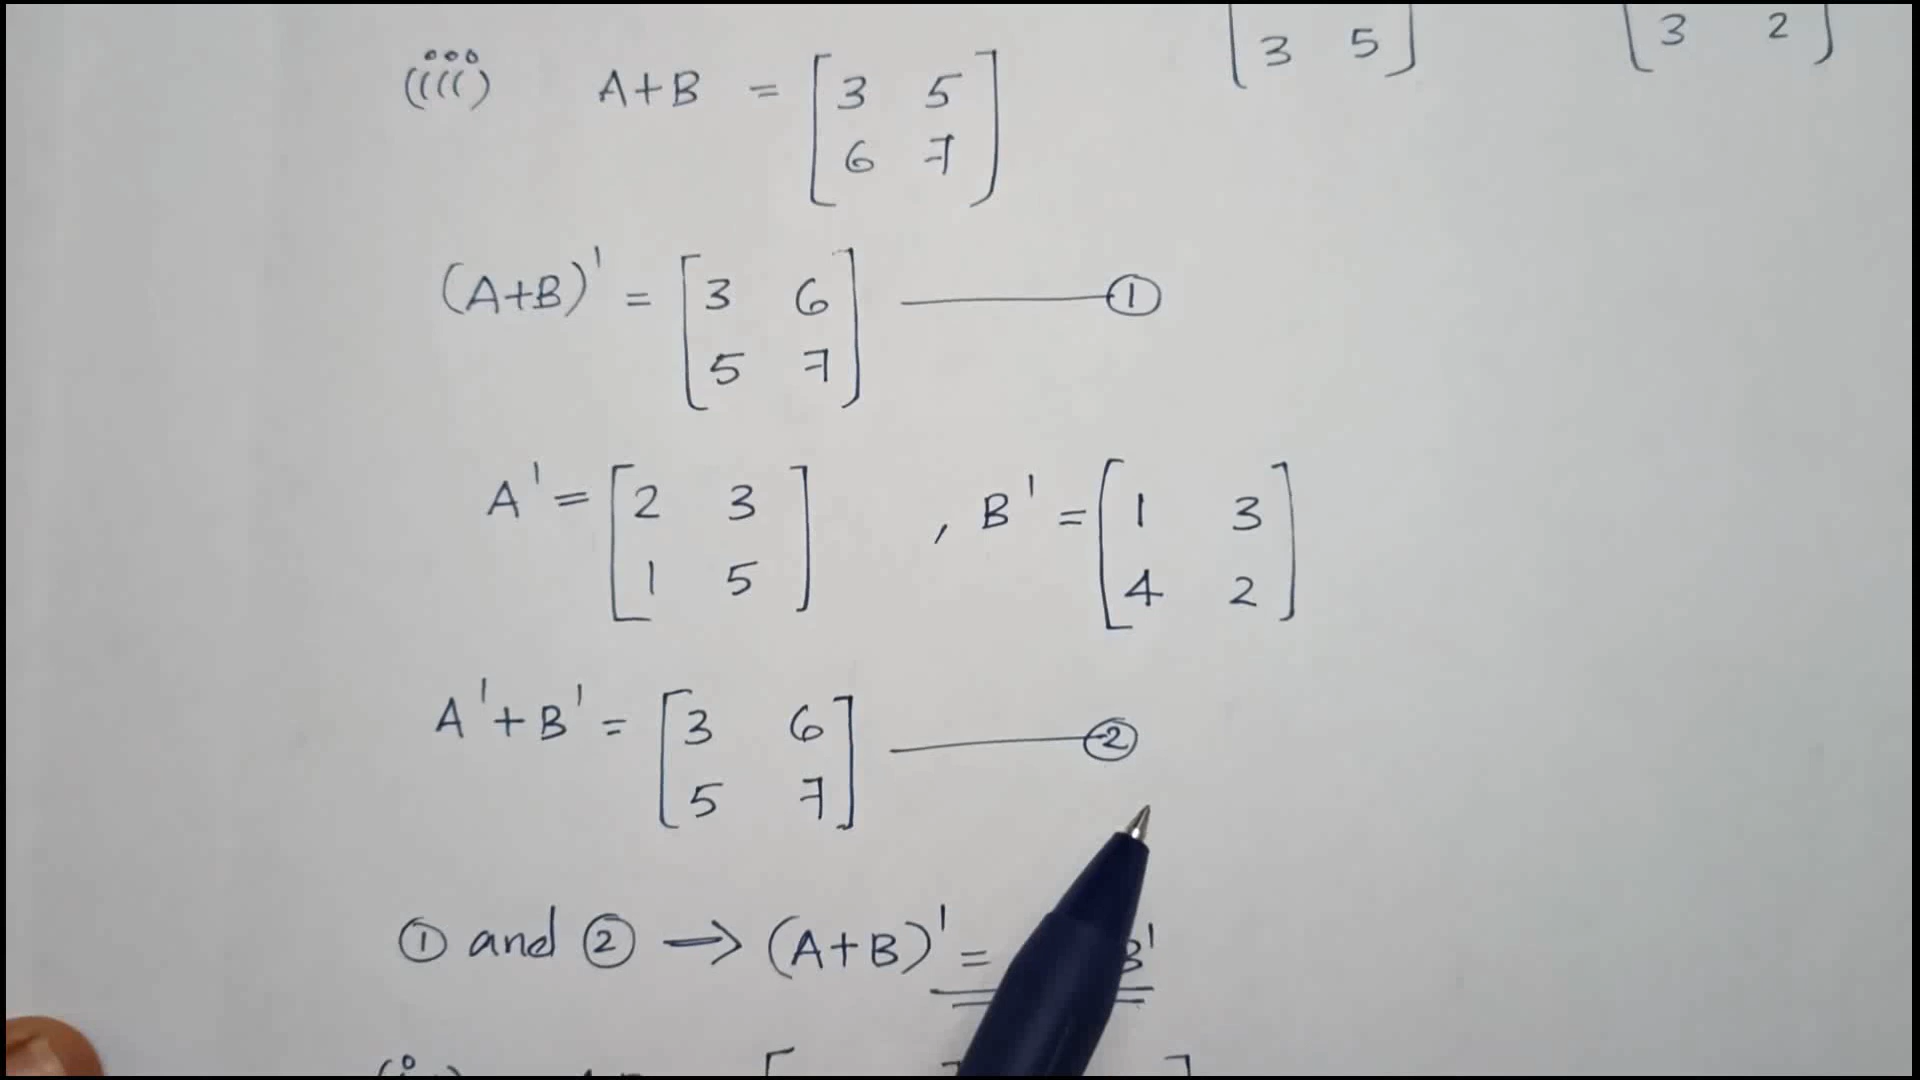 [3 5] [3 2]
(iii) A+B = [3 5
6 7]
(A+B)' = [3 6
5 7] ——— ①
A' = [2 3
1 5] , B' = [1 3
4 2]
A'+B' = [3 6
5 7] ——— ②
① and ② → (A+B)' = B'